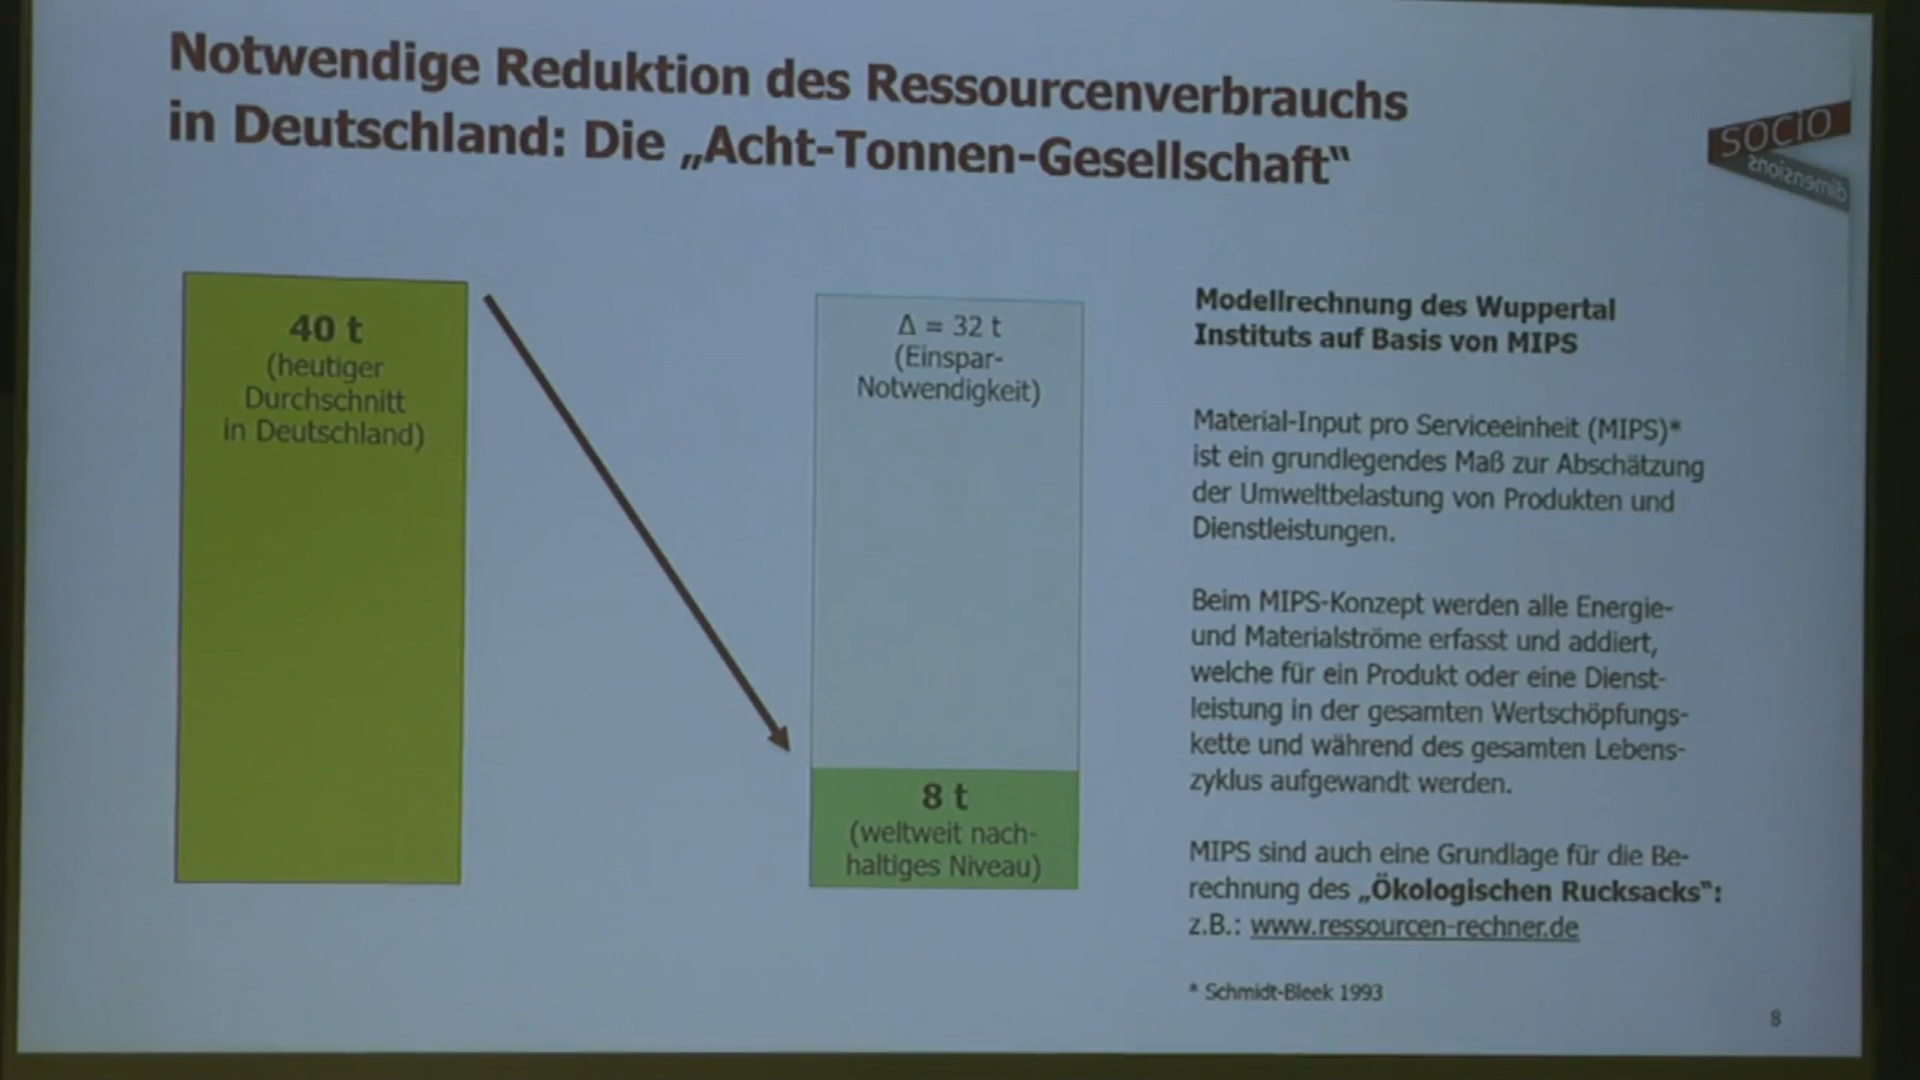 Notwendige Reduktion des Ressourcenverbrauchs
in Deutschland: Die „Acht-Tonnen-Gesellschaft“
SOCIO
dimensions
40 t
(heutiger
Durchschnitt
in Deutschland)
Δ = 32 t
(Einspar-
Notwendigkeit)
8 t
(weltweit nach-
haltiges Niveau)
Modellrechnung des Wuppertal
Instituts auf Basis von MIPS
Material-Input pro Serviceeinheit (MIPS)*
ist ein grundlegendes Maß zur Abschätzung
der Umweltbelastung von Produkten und
Dienstleistungen.
Beim MIPS-Konzept werden alle Energie-
und Materialströme erfasst und addiert,
welche für ein Produkt oder eine Dienst-
leistung in der gesamten Wertschöpfungs-
kette und während des gesamten Lebens-
zyklus aufgewandt werden.
MIPS sind auch eine Grundlage für die Be-
rechnung des „Ökologischen Rucksacks“:
z.B.: www.ressourcen-rechner.de
* Schmidt-Bleek 1993
8